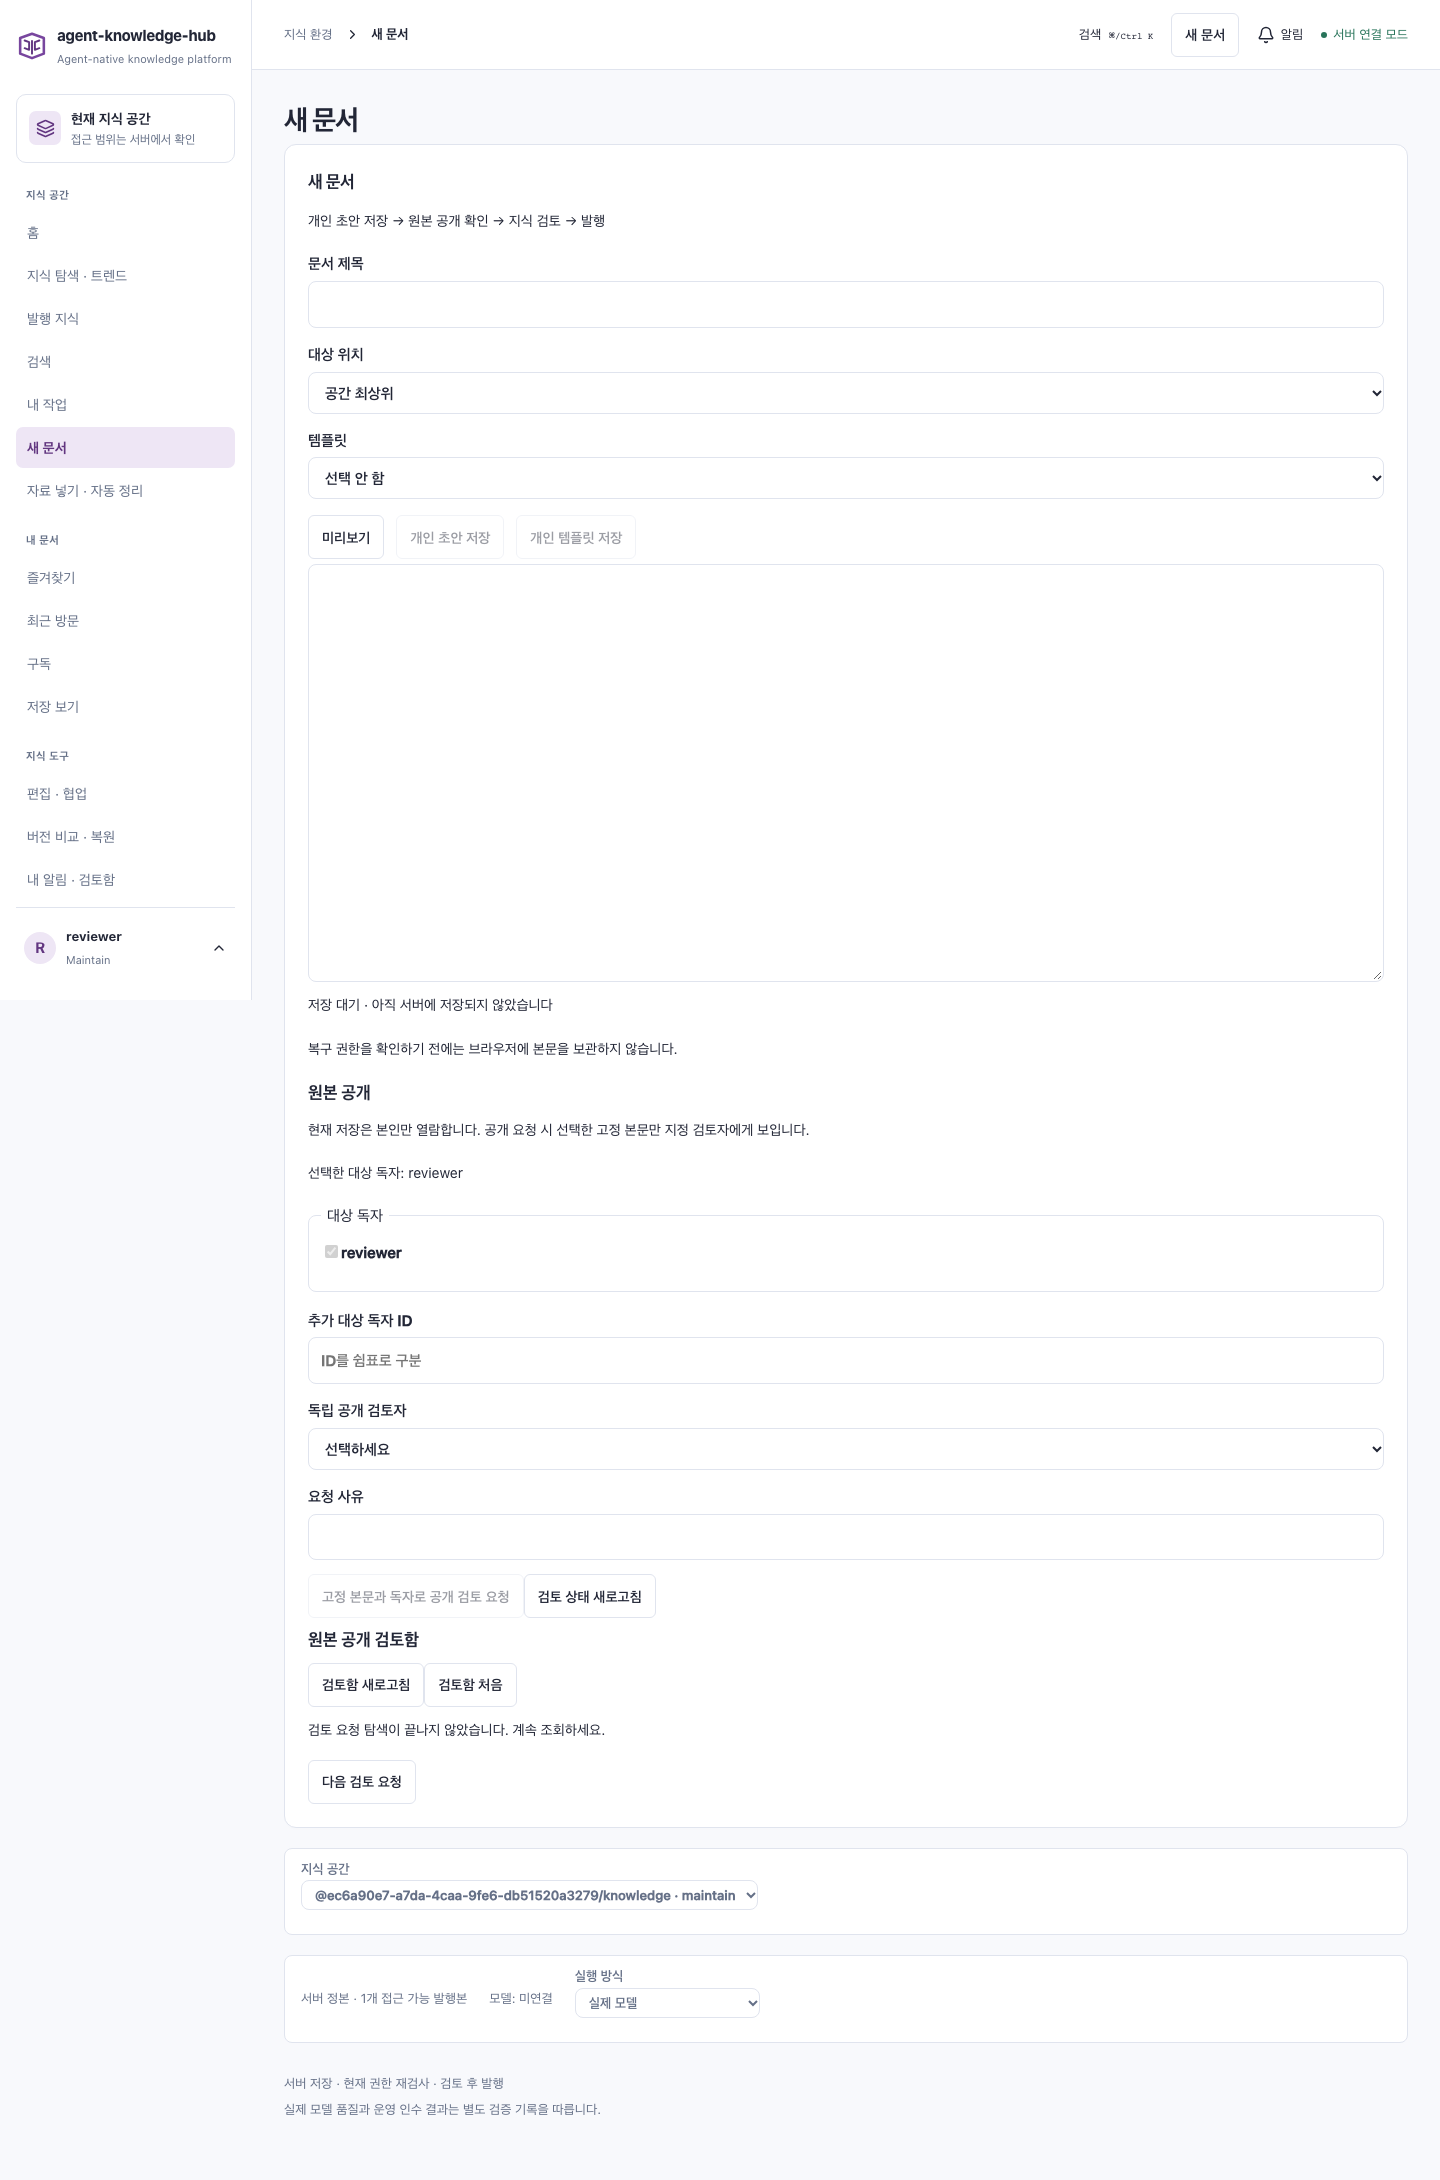 agent-knowledge-hub
Agent-native knowledge platform
현재 지식 공간
접근 범위는 서버에서 확인
지식 공간
홈
지식 탐색 · 트렌드
발행 지식
검색
내 작업
새 문서
자료 넣기 · 자동 정리
내 문서
즐겨찾기
최근 방문
구독
저장 보기
지식 도구
편집 · 협업
버전 비교 · 복원
내 알림 · 검토함
R
reviewer
Maintain
지식 환경
새 문서
검색 ⌘/Ctrl K
새 문서
알림
서버 연결 모드
새 문서
새 문서
개인 초안 저장 → 원본 공개 확인 → 지식 검토 → 발행
문서 제목
대상 위치
공간 최상위
템플릿
선택 안 함
미리보기
개인 초안 저장
개인 템플릿 저장
저장 대기 · 아직 서버에 저장되지 않았습니다
복구 권한을 확인하기 전에는 브라우저에 본문을 보관하지 않습니다.
원본 공개
현재 저장은 본인만 열람합니다. 공개 요청 시 선택한 고정 본문만 지정 검토자에게 보입니다.
선택한 대상 독자: reviewer
대상 독자
reviewer
추가 대상 독자 ID
ID를 쉼표로 구분
독립 공개 검토자
선택하세요
요청 사유
고정 본문과 독자로 공개 검토 요청
검토 상태 새로고침
원본 공개 검토함
검토함 새로고침
검토함 처음
검토 요청 탐색이 끝나지 않았습니다. 계속 조회하세요.
다음 검토 요청
지식 공간
@ec6a90e7-a7da-4caa-9fe6-db51520a3279/knowledge · maintain
서버 정본 · 1개 접근 가능 발행본
모델: 미연결
실행 방식
실제 모델
서버 저장 · 현재 권한 재검사 · 검토 후 발행
실제 모델 품질과 운영 인수 결과는 별도 검증 기록을 따릅니다.